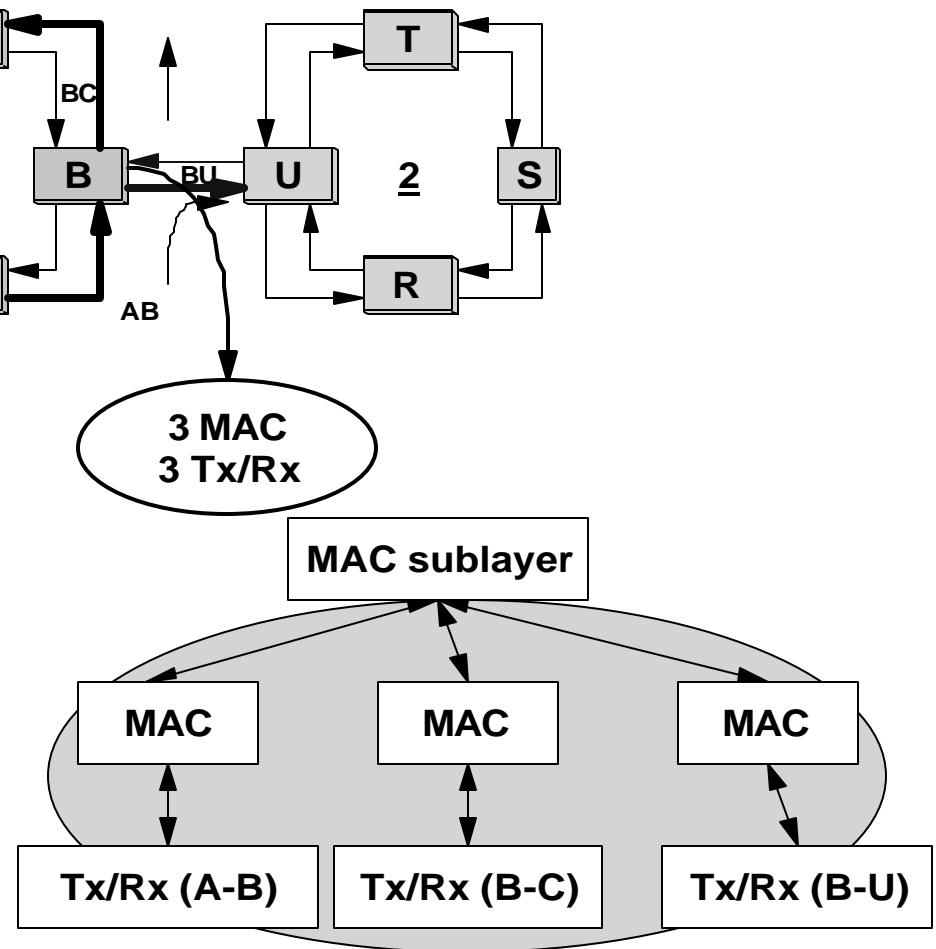 T
BC
B
BU
U
2
S
R
AB
3 MAC
3 Tx/Rx
MAC sublayer
MAC
MAC
MAC
Tx/Rx (A-B)
Tx/Rx (B-C)
Tx/Rx (B-U)